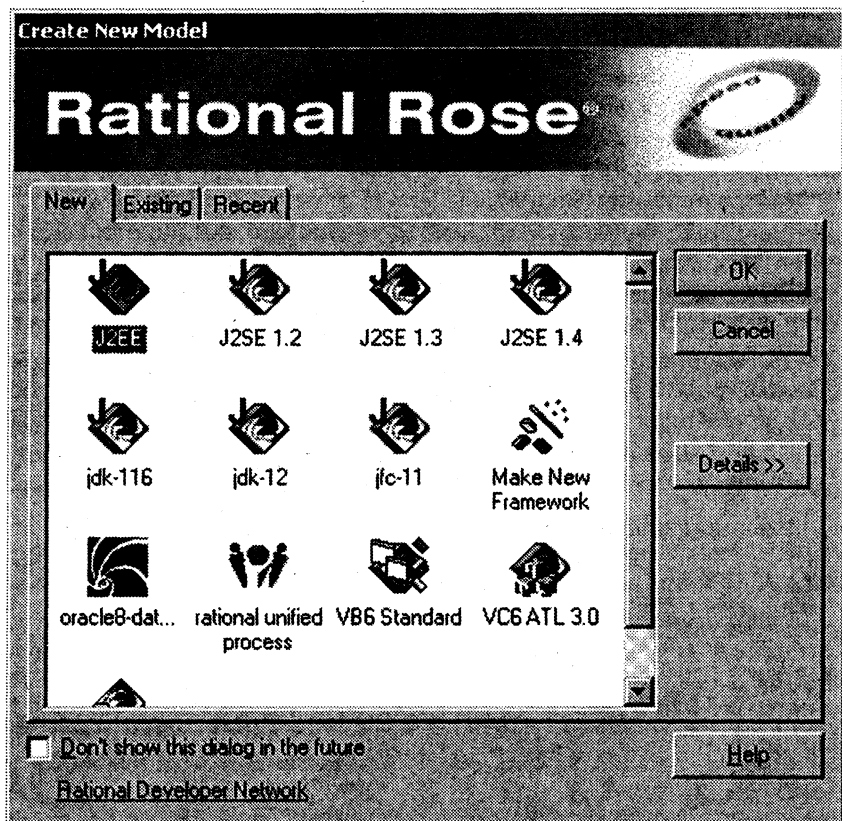 Create New Model
Rational Rose®
speed
quality
New Existing Recent
OK
Cancel
J2EE J2SE 1.2 J2SE 1.3 J2SE 1.4
jdk-116 jdk-12 jfc-11 Make New Framework
Details >>
oracle8-dat... rational unified process VB6 Standard VC6 ATL 3.0
Don't show this dialog in the future
Help
Rational Developer Network